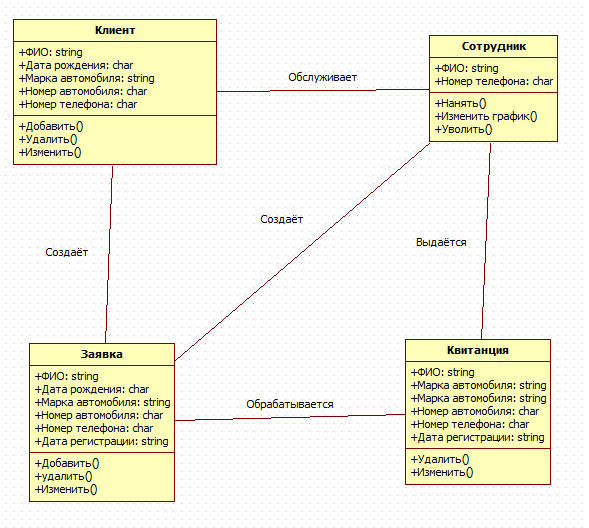 Клиент
+ФИО: string
+Дата рождения: char
+Марка автомобиля: string
+Номер автомобиля: char
+Номер телефона: char
+Добавить()
+Удалить()
+Изменить()
Обслуживает
Сотрудник
+ФИО: string
+Номер телефона: char
+Нанять()
+Изменить график()
+Уволить()
Создаёт
Создаёт
Выдаётся
Заявка
+ФИО: string
+Дата рождения: char
+Марка автомобиля: string
+Номер автомобиля: char
+Номер телефона: char
+Дата регистрации: string
+Добавить()
+удалить()
+Изменить()
Обрабатывается
Квитанция
+ФИО: string
+Марка автомобиля: string
+Марка автомобиля: string
+Номер автомобиля: char
+Номер телефона: char
+Дата регистрации: string
+Удалить()
+Изменить()